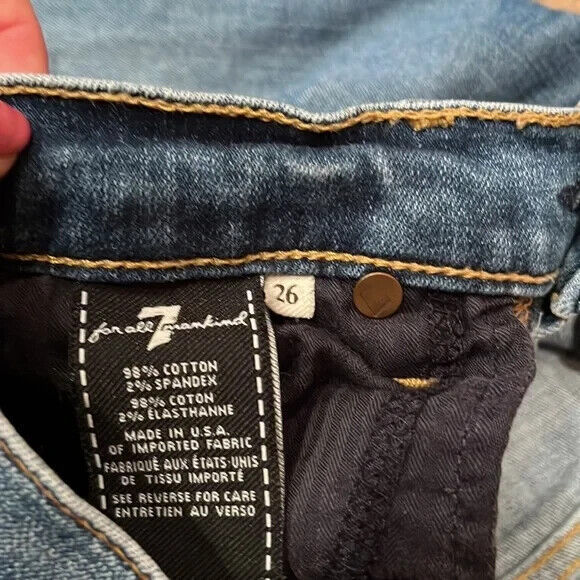 26
for all 7 mankind
98% COTTON
2% SPANDEX
98% COTON
2% ÉLASTHANNE
MADE IN U.S.A.
OF IMPORTED FABRIC
FABRIQUÉ AUX ÉTATS-UNIS
DE TISSU IMPORTÉ
SEE REVERSE FOR CARE
ENTRETIEN AU VERSO